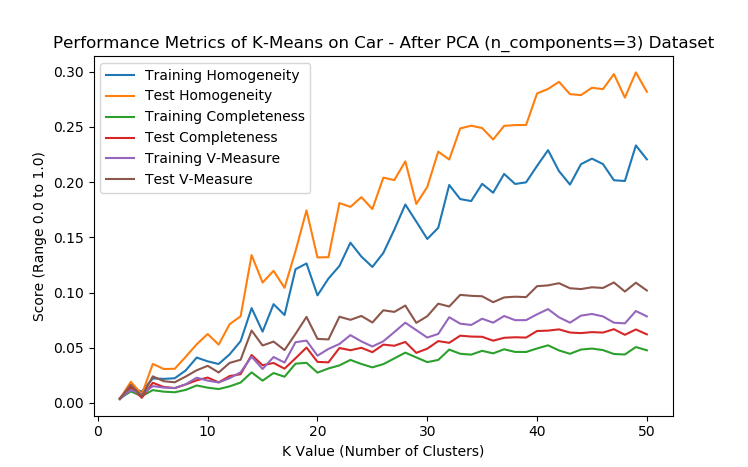 Performance Metrics of K-Means on Car - After PCA (n_components=3) Dataset
Training Homogeneity
Test Homogeneity
Training Completeness
Test Completeness
Training V-Measure
Test V-Measure
Score (Range 0.0 to 1.0)
0.30
0.25
0.20
0.15
0.10
0.05
0.00
0 10 20 30 40 50
K Value (Number of Clusters)